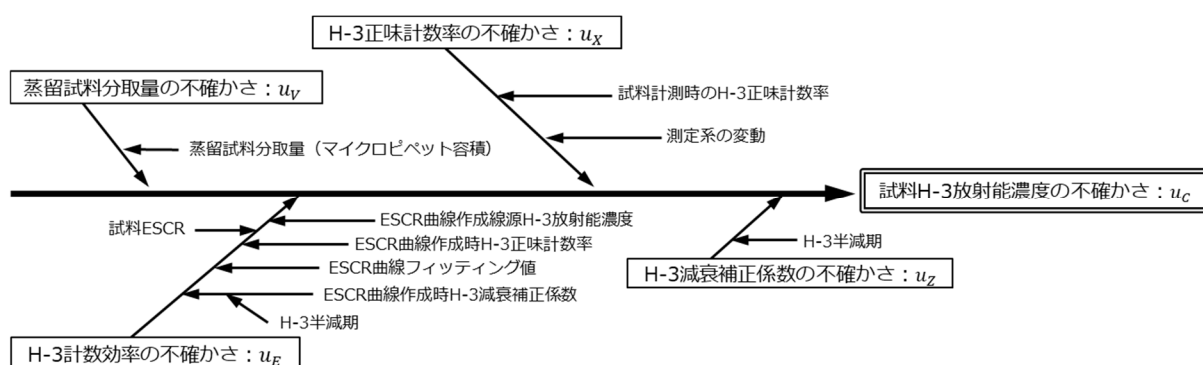 H-3正味計数率の不確かさ：u_X
蒸留試料分取量の不確かさ：u_V
試料計測時のH-3正味計数率
測定系の変動
蒸留試料分取量（マイクロピペット容積）
試料H-3放射能濃度の不確かさ：u_C
試料ESCR
ESCR曲線作成線源H-3放射能濃度
ESCR曲線作成時H-3正味計数率
ESCR曲線フィッティング値
ESCR曲線作成時H-3減衰補正係数
H-3半減期
H-3半減期
H-3減衰補正係数の不確かさ：u_Z
H-3計数効率の不確かさ：u_E